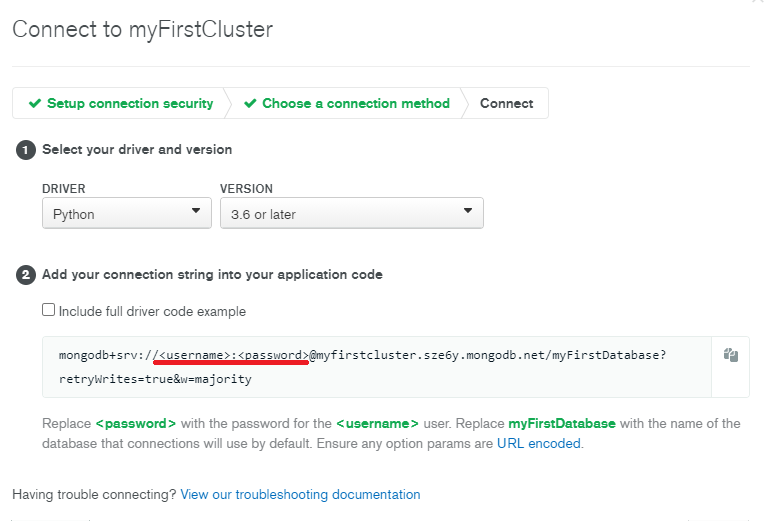 Connect to myFirstCluster
✔ Setup connection security ✔ Choose a connection method Connect
1 Select your driver and version
DRIVER VERSION
Python 3.6 or later
2 Add your connection string into your application code
Include full driver code example
mongodb+srv://<username>:<password>@myfirstcluster.sze6y.mongodb.net/myFirstDatabase?
retryWrites=true&w=majority
Replace <password> with the password for the <username> user. Replace myFirstDatabase with the name of the
database that connections will use by default. Ensure any option params are URL encoded.
Having trouble connecting? View our troubleshooting documentation